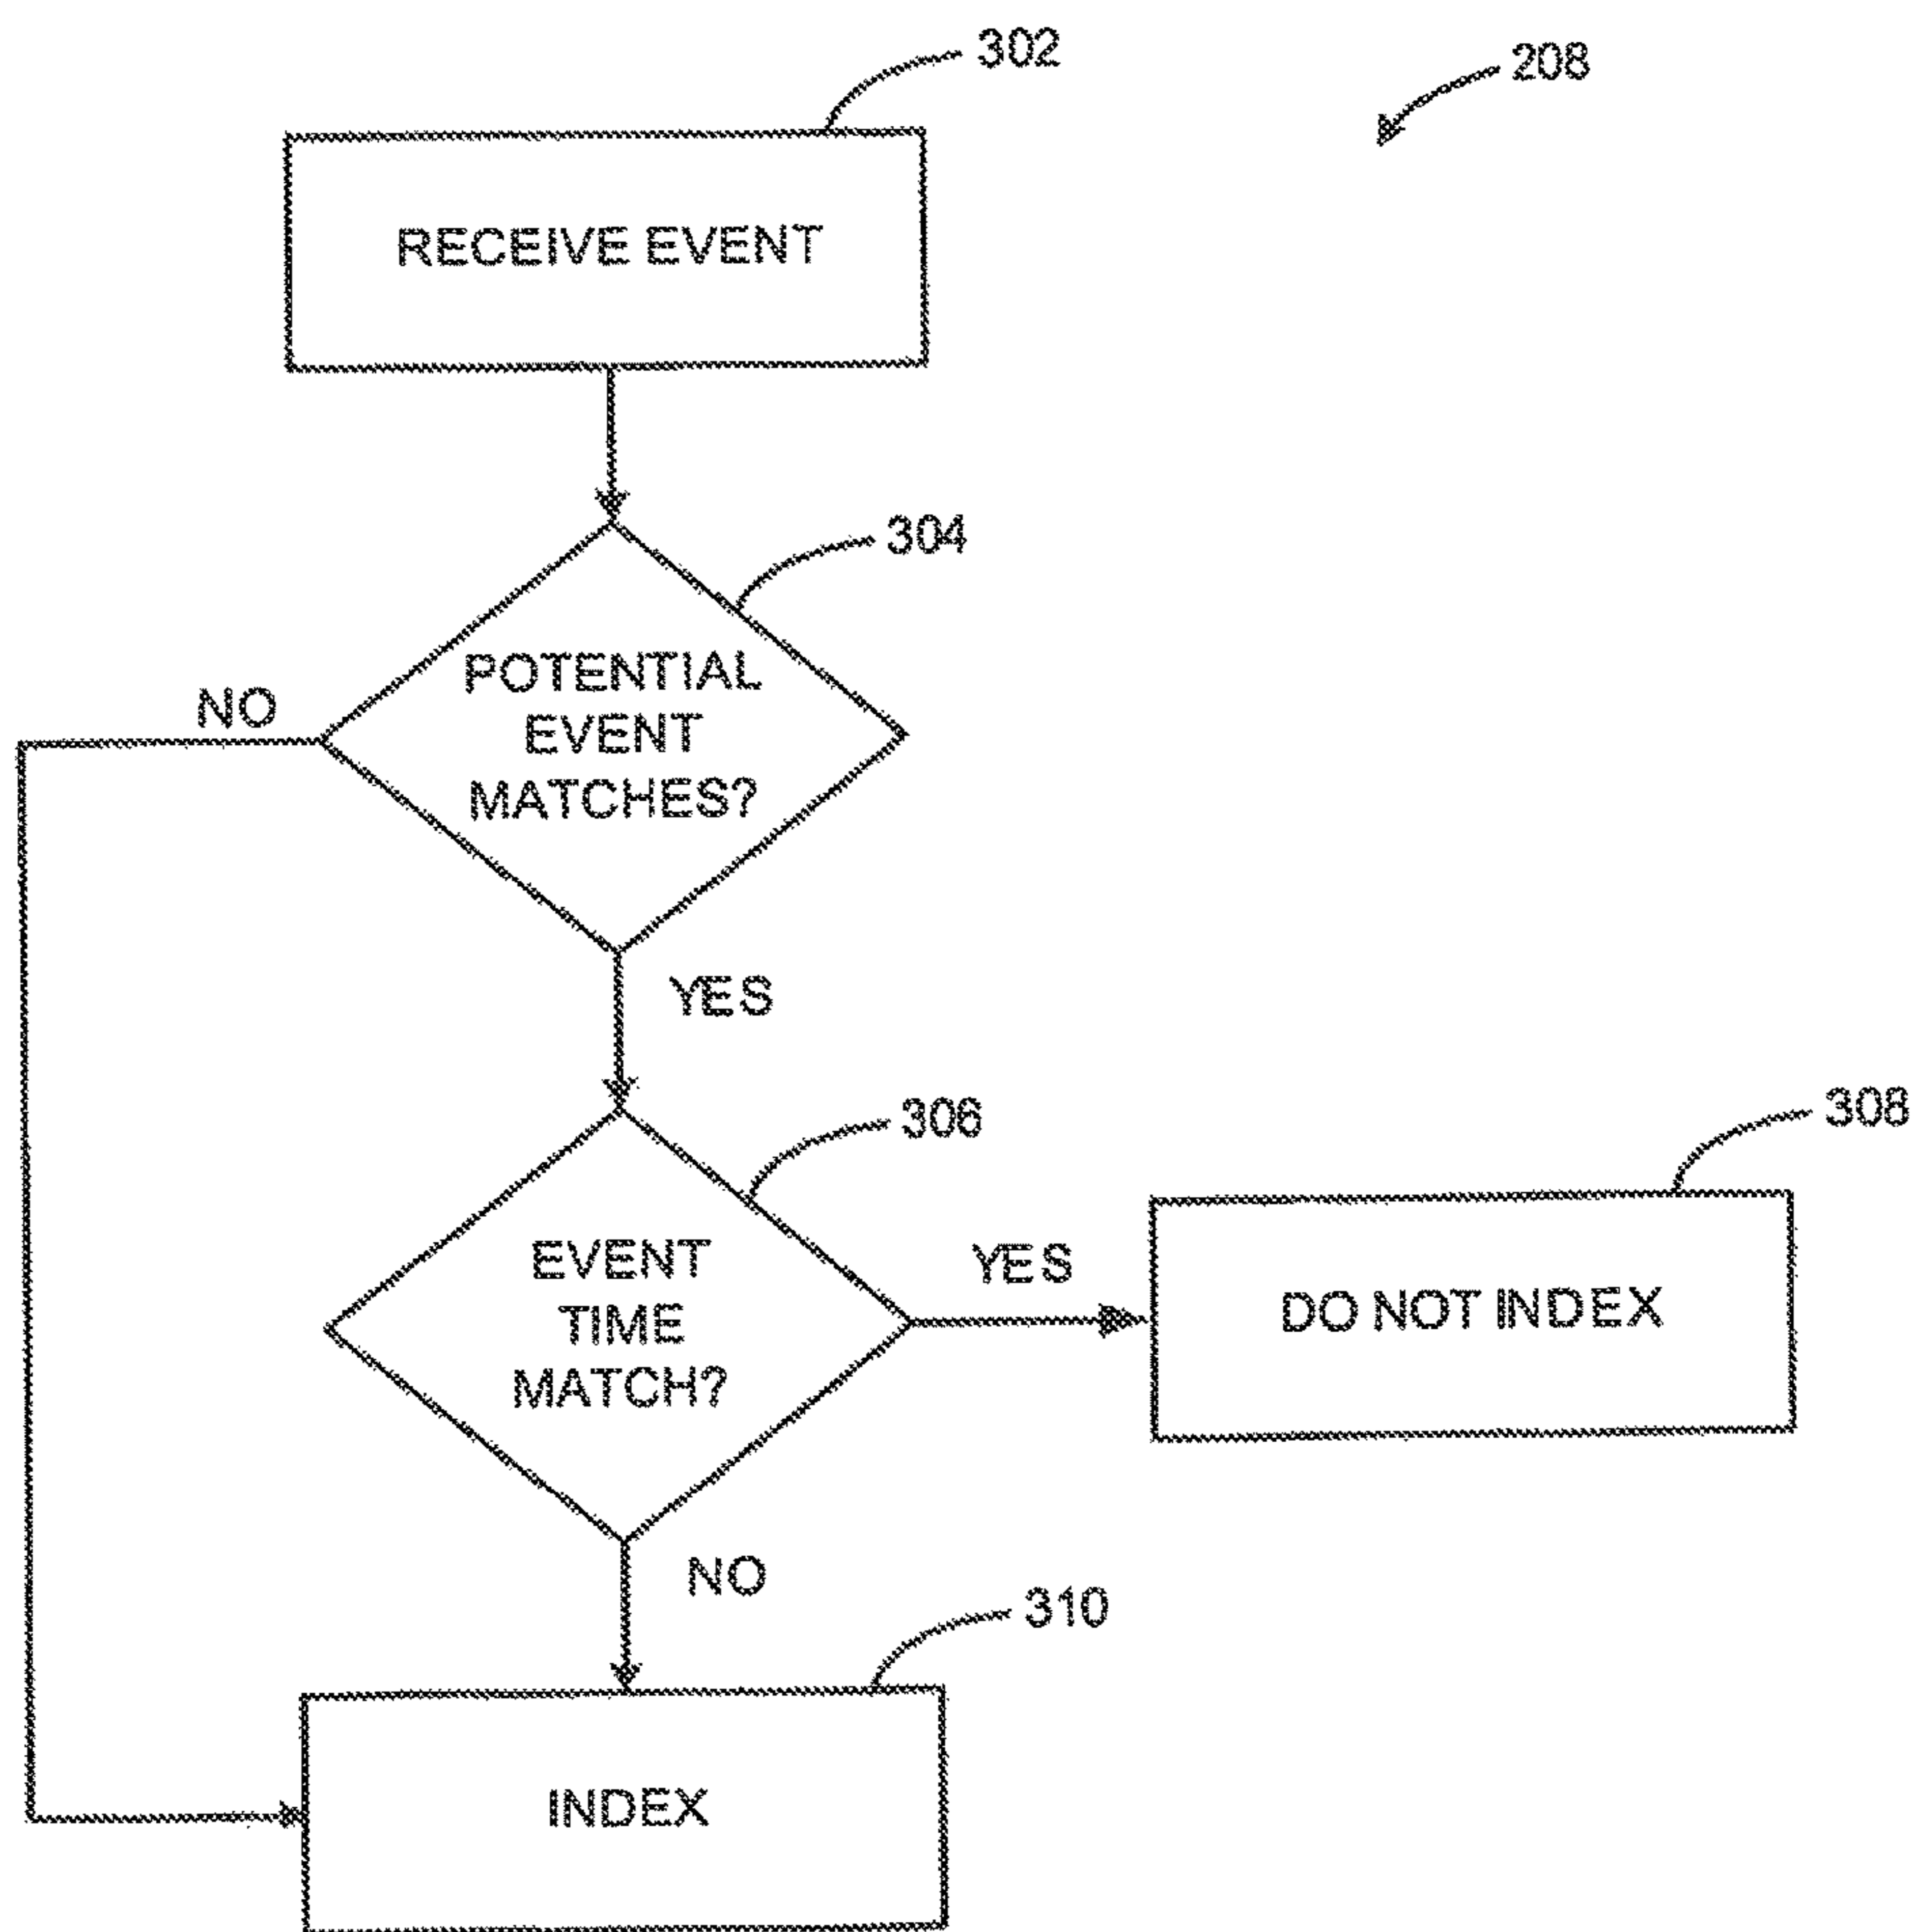 302
208
RECEIVE EVENT
304
POTENTIAL
EVENT
MATCHES?
NO
YES
306
308
EVENT
TIME
MATCH?
YES
DO NOT INDEX
NO
310
INDEX